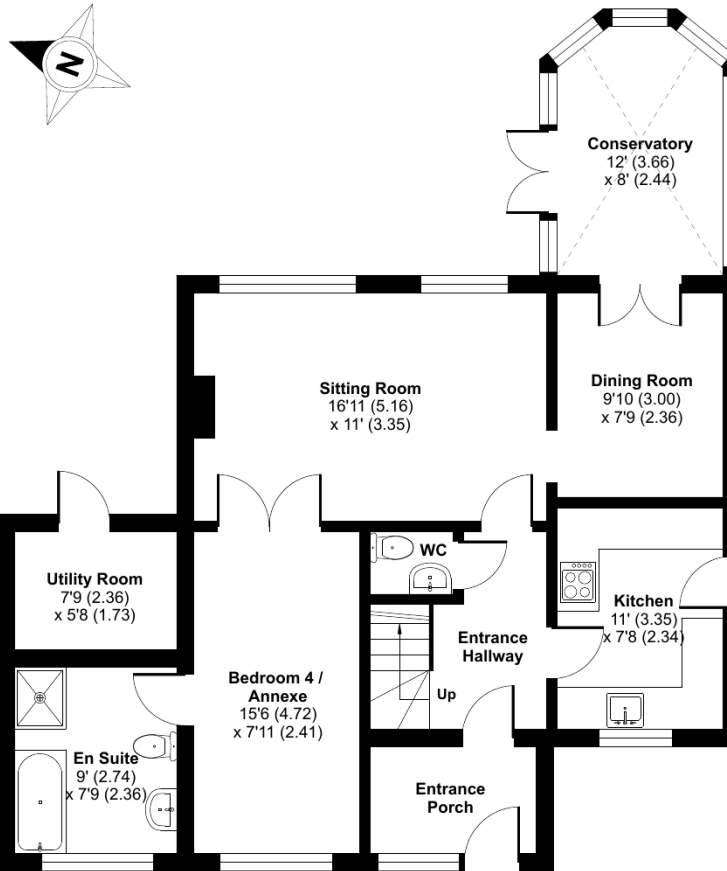 N
Conservatory
12' (3.66)
x 8' (2.44)
Sitting Room
16'11 (5.16)
x 11' (3.35)
Dining Room
9'10 (3.00)
x 7'9 (2.36)
WC
Utility Room
7'9 (2.36)
x 5'8 (1.73)
Kitchen
11' (3.35)
x 7'8 (2.34)
Entrance
Hallway
Up
Bedroom 4 /
Annexe
15'6 (4.72)
x 7'11 (2.41)
En Suite
9' (2.74)
x 7'9 (2.36)
Entrance
Porch